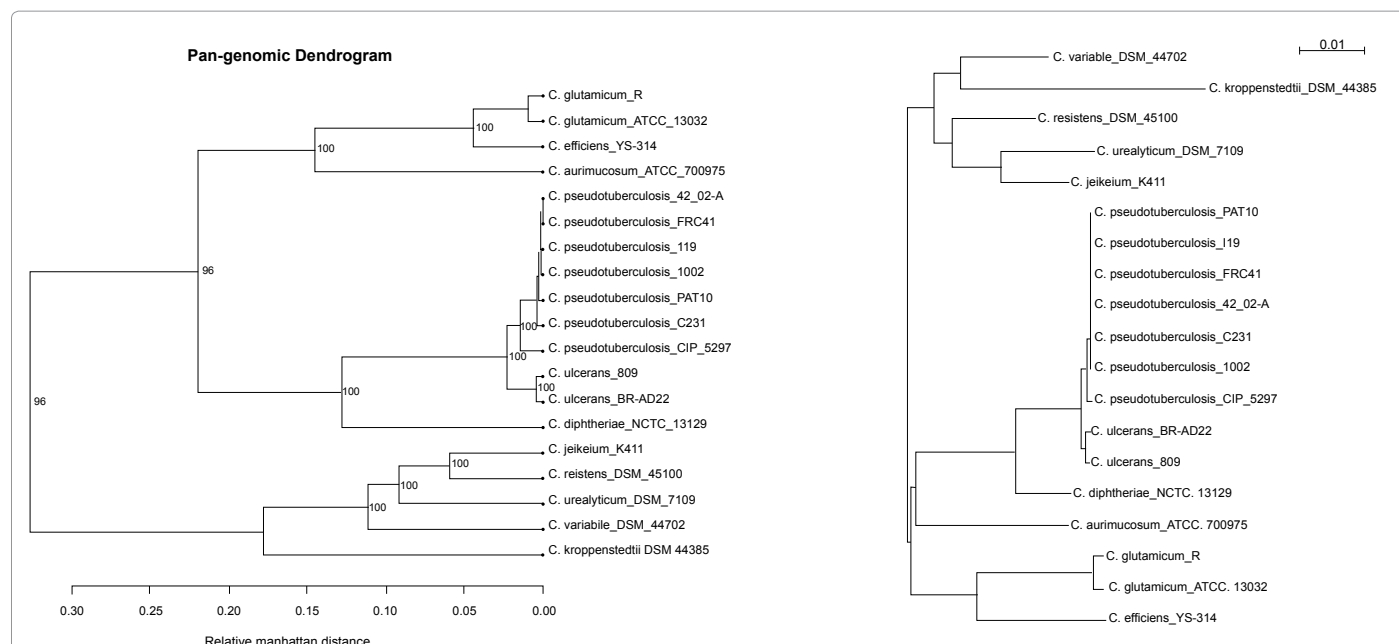 Pan-genomic Dendrogram
C. glutamicum_R
C. glutamicum_ATCC_13032
100
C. efficiens_YS-314
100
C. aurimucosum_ATCC_700975
C. pseudotuberculosis_42_02-A
C. pseudotuberculosis_FRC41
C. pseudotuberculosis_119
96
C. pseudotuberculosis_1002
C. pseudotuberculosis_PAT10
C. pseudotuberculosis_C231
100
C. pseudotuberculosis_CIP_5297
100
C. ulcerans_809
100
100
C. ulcerans_BR-AD22
96
C. diphtheriae_NCTC_13129
C. jeikeium_K411
100
C. reistens_DSM_45100
100
C. urealyticum_DSM_7109
100
C. variabile_DSM_44702
C. kroppenstedtii DSM 44385
0.30 0.25 0.20 0.15 0.10 0.05 0.00
Relative manhattan distance
0.01
C. variable_DSM_44702
C. kroppenstedtii_DSM_44385
C. resistens_DSM_45100
C. urealyticum_DSM_7109
C. jeikeium_K411
C. pseudotuberculosis_PAT10
C. pseudotuberculosis_I19
C. pseudotuberculosis_FRC41
C. pseudotuberculosis_42_02-A
C. pseudotuberculosis_C231
C. pseudotuberculosis_1002
C. pseudotuberculosis_CIP_5297
C. ulcerans_BR-AD22
C. ulcerans_809
C. diphtheriae_NCTC. 13129
C. aurimucosum_ATCC. 700975
C. glutamicum_R
C. glutamicum_ATCC. 13032
C. efficiens_YS-314